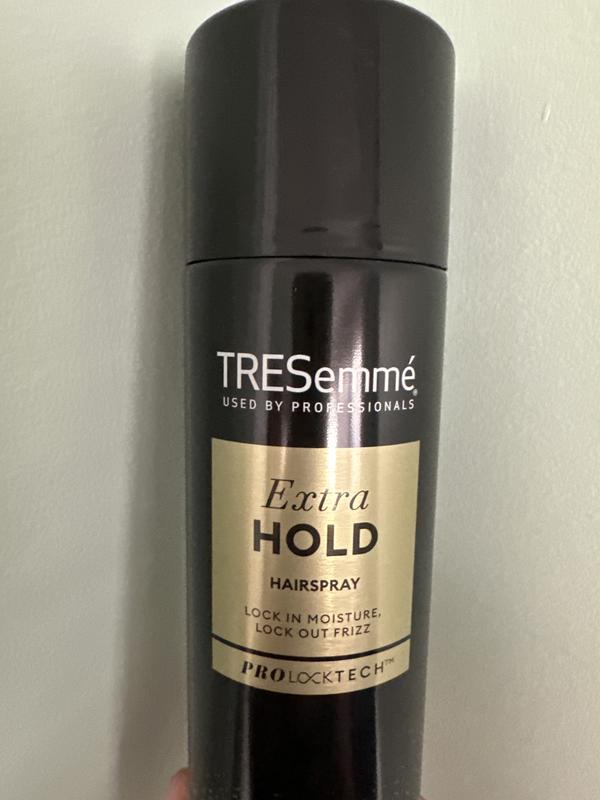 TRESemmé®
USED BY PROFESSIONALS
Extra
HOLD
HAIRSPRAY
LOCK IN MOISTURE,
LOCK OUT FRIZZ
PRO LOCKTECH™